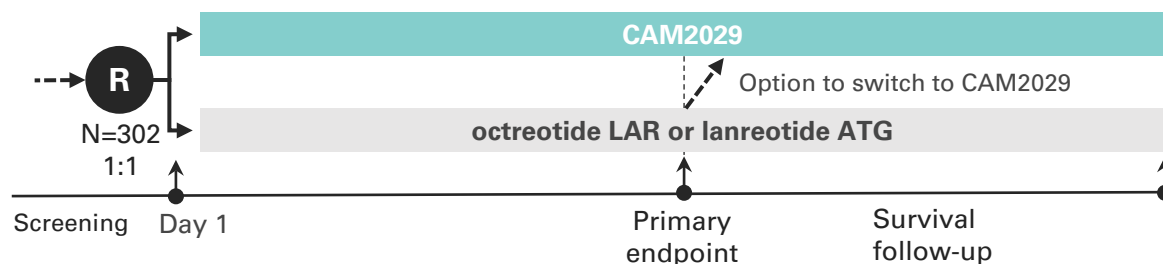 CAM2029
R
Option to switch to CAM2029
octreotide LAR or lanreotide ATG
N=302
1:1
Screening
Day 1
Primary
endpoint
Survival
follow-up